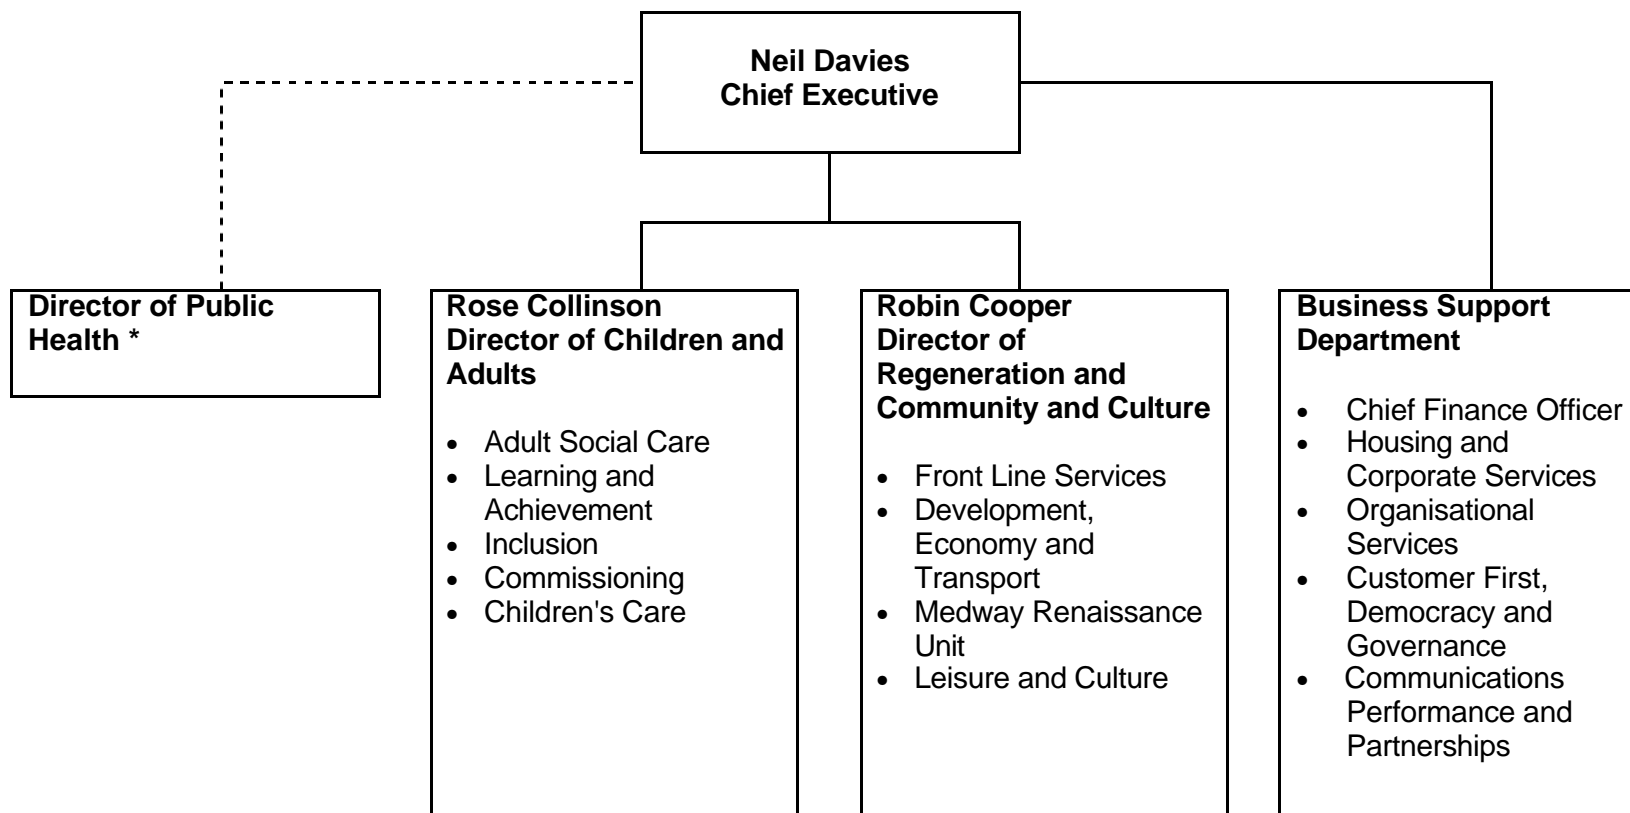 Neil Davies
Chief Executive
Director of Public
Health *
Rose Collinson
Director of Children and
Adults
• Adult Social Care
• Learning and
Achievement
• Inclusion
• Commissioning
• Children's Care
Robin Cooper
Director of
Regeneration and
Community and Culture
• Front Line Services
• Development,
Economy and
Transport
• Medway Renaissance
Unit
• Leisure and Culture
Business Support
Department
• Chief Finance Officer
• Housing and
Corporate Services
• Organisational
Services
• Customer First,
Democracy and
Governance
• Communications
Performance and
Partnerships